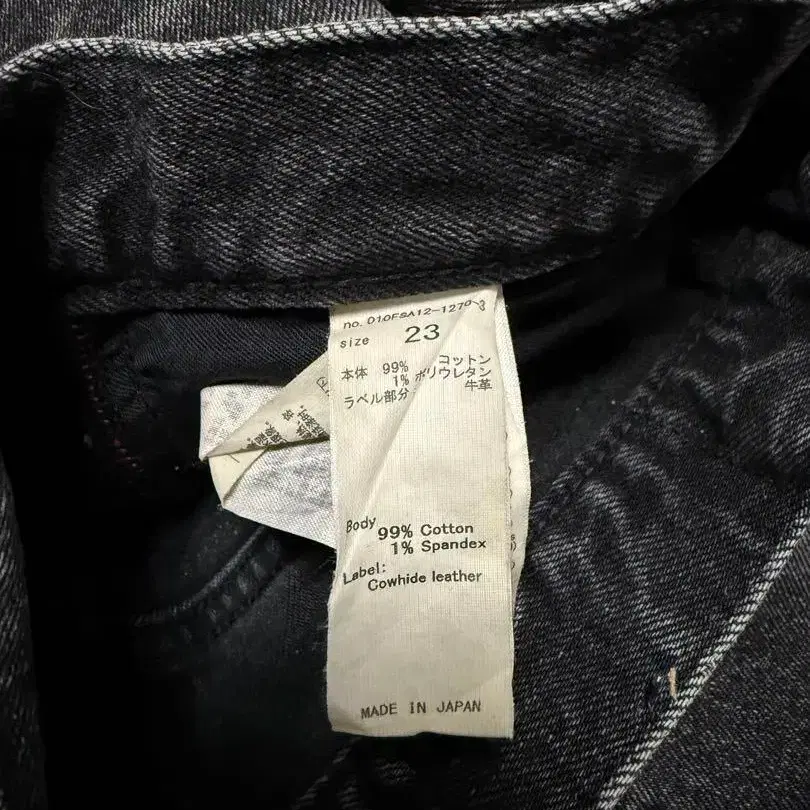 no. 010FSA12-1270-3
size 23
本体 99% コットン
1% ポリウレタン
ラベル部分 牛革
Body
99% Cotton
1% Spandex
Label:
Cowhide leather
MADE IN JAPAN